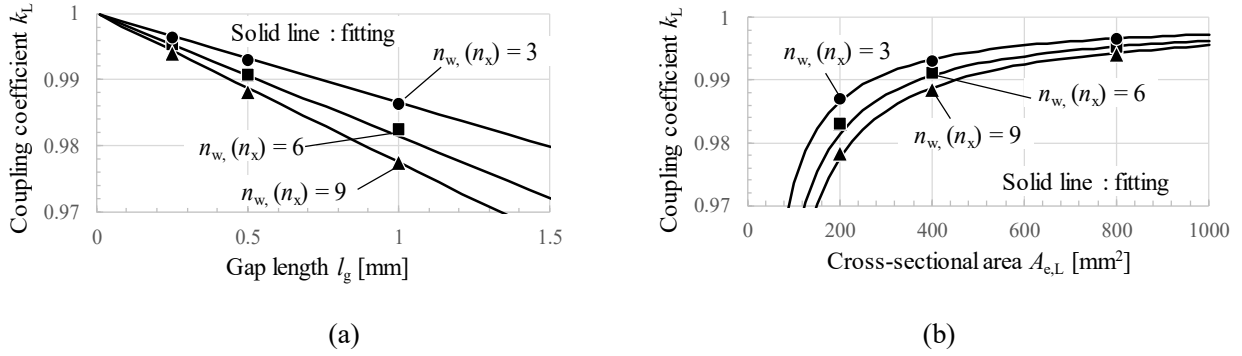 Coupling coefficient kL
1
0.99
0.98
0.97
Solid line : fitting
nw, (nx) = 3
nw, (nx) = 6
nw, (nx) = 9
0
0.5
1
1.5
Gap length lg [mm]
(a)
Coupling coefficient kL
1
0.99
0.98
0.97
nw, (nx) = 3
nw, (nx) = 6
nw, (nx) = 9
Solid line : fitting
0
200
400
600
800
1000
Cross-sectional area Ae,L [mm²]
(b)